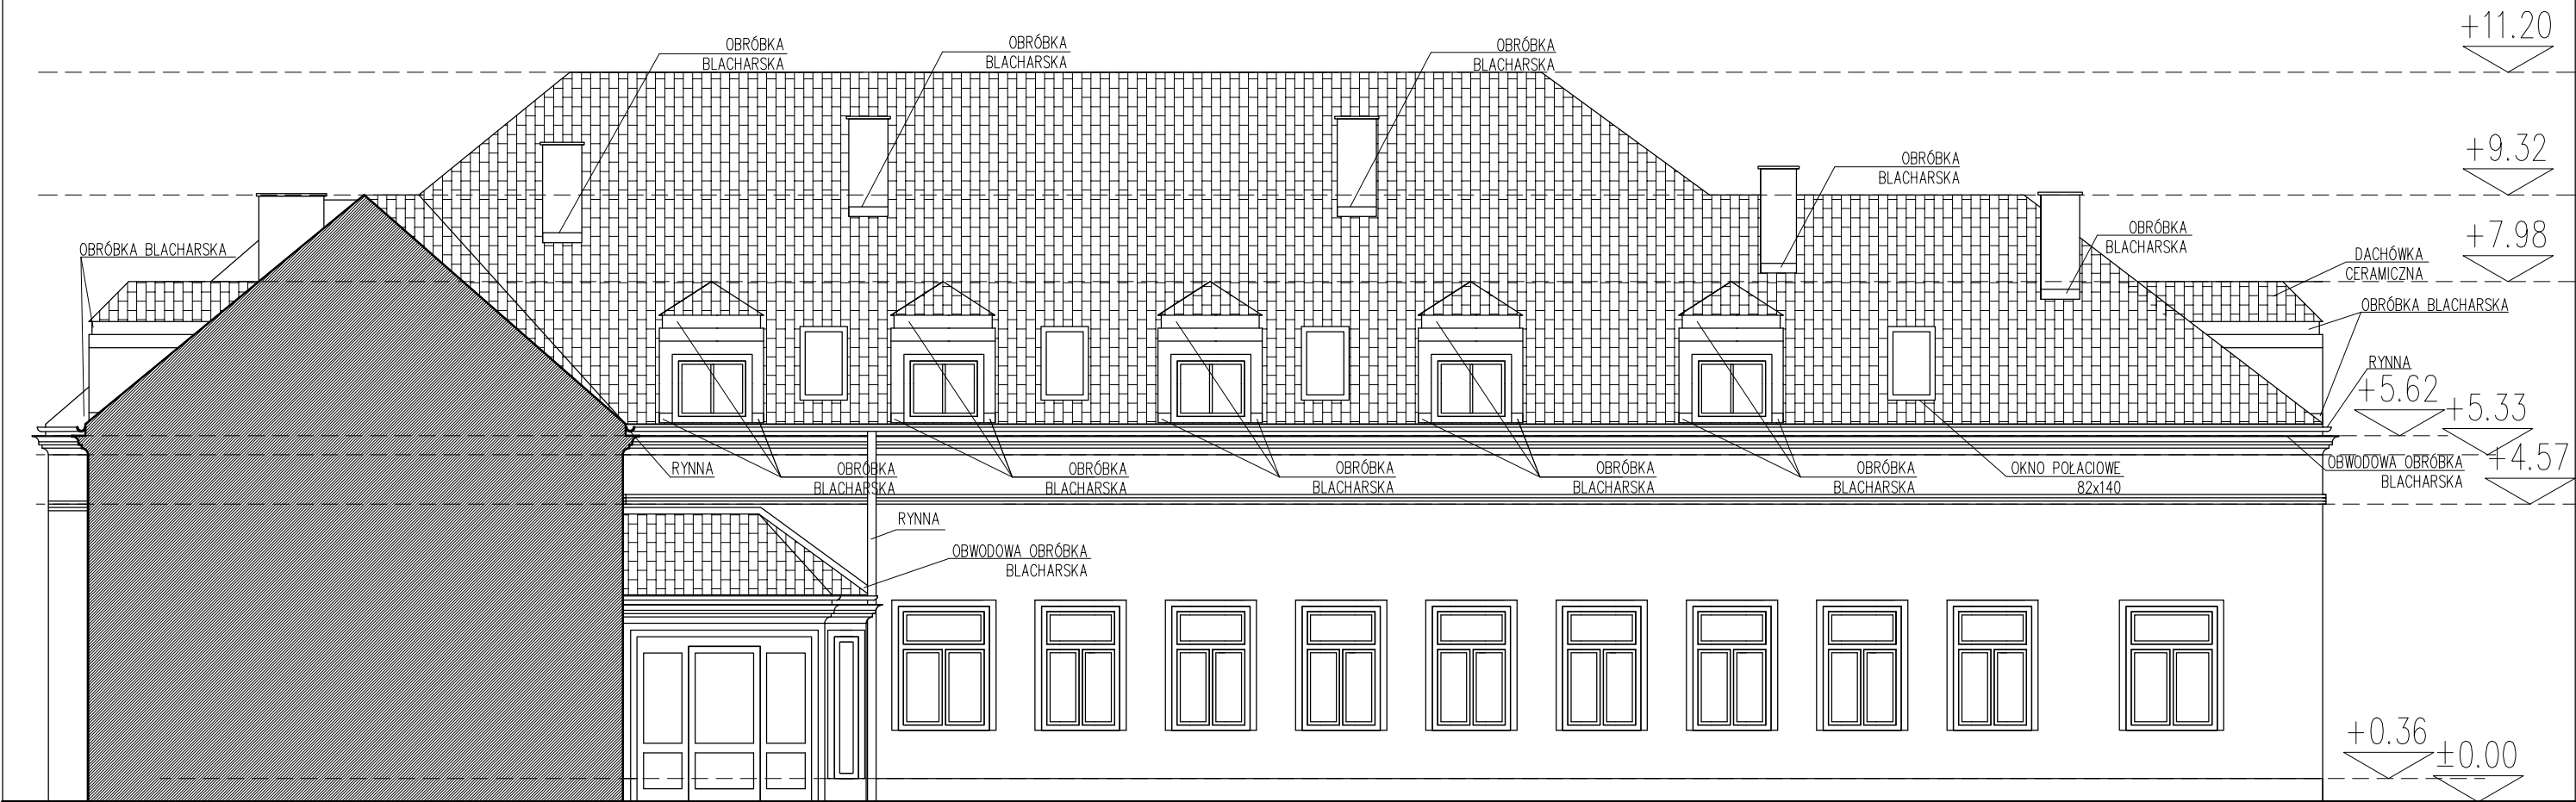 +11.20
OBRÓBKA
BLACHARSKA
OBRÓBKA
BLACHARSKA
OBRÓBKA
BLACHARSKA
+9.32
OBRÓBKA
BLACHARSKA
OBRÓBKA
BLACHARSKA
+7.98
OBRÓBKA BLACHARSKA
DACHÓWKA
CERAMICZNA
OBRÓBKA BLACHARSKA
RYNNA
+5.62
+5.33
+4.57
RYNNA
OBRÓBKA
BLACHARSKA
OBRÓBKA
BLACHARSKA
OBRÓBKA
BLACHARSKA
OBRÓBKA
BLACHARSKA
OBRÓBKA
BLACHARSKA
OKNO POŁACIOWE
82x140
OBWODOWA OBRÓBKA
BLACHARSKA
RYNNA
OBWODOWA OBRÓBKA
BLACHARSKA
+0.36
±0.00